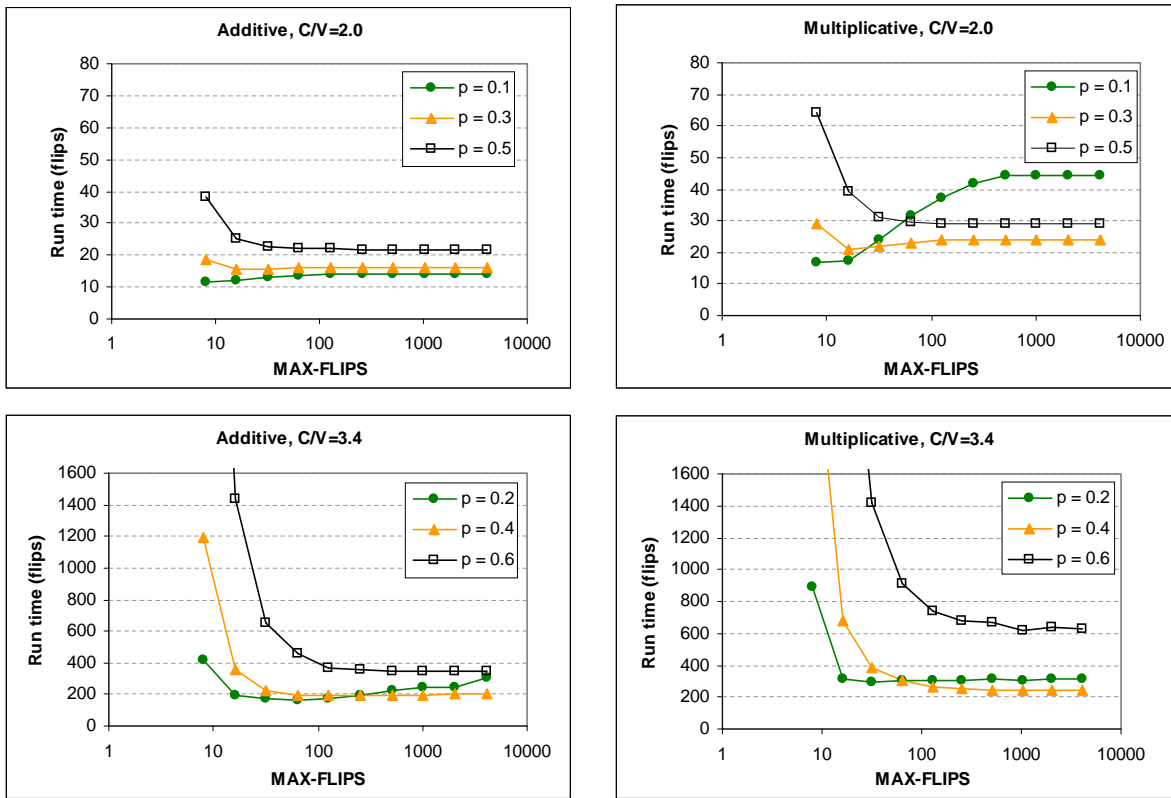 Additive, C/V=2.0
80
70
60
50
40
30
20
10
0
1 10 100 1000 10000
Run time (flips)
MAX-FLIPS
p = 0.1
p = 0.3
p = 0.5
Multiplicative, C/V=2.0
80
70
60
50
40
30
20
10
0
1 10 100 1000 10000
Run time (flips)
MAX-FLIPS
p = 0.1
p = 0.3
p = 0.5
Additive, C/V=3.4
1600
1400
1200
1000
800
600
400
200
0
1 10 100 1000 10000
Run time (flips)
MAX-FLIPS
p = 0.2
p = 0.4
p = 0.6
Multiplicative, C/V=3.4
1600
1400
1200
1000
800
600
400
200
0
1 10 100 1000 10000
Run time (flips)
MAX-FLIPS
p = 0.2
p = 0.4
p = 0.6